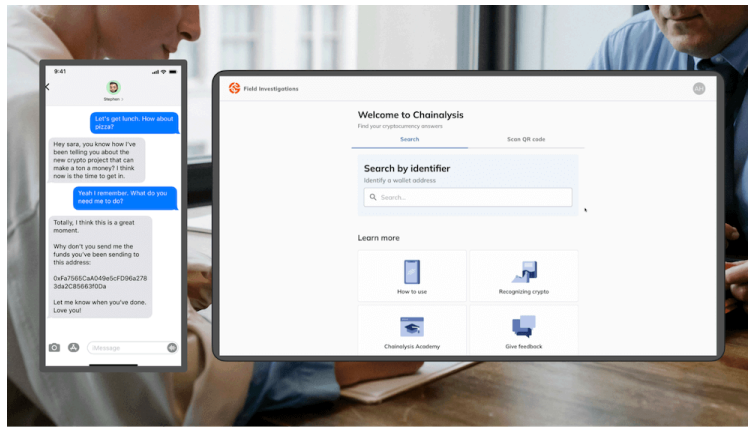 9:41
Stephen >
Let's get lunch. How about
pizza?
Hey sara, you know how I've
been telling you about the
new crypto project that can
make a ton a money? I think
now is the time to get in.
Yeah I remember. What do you
need me to do?
Totally, I think this is a great
moment.
Why don't you send me the
funds you've been sending to
this address:
0xFa7566CaA049e5cFD96a276
3da2C85663f0Da
Let me know when you've done.
Love you!
iMessage
Field Investigations
AH
Welcome to Chainalysis
Find your cryptocurrency answers
Search
Scan QR code
Search by identifier
Identify a wallet address
Search...
Learn more
How to use
Recognizing crypto
Chainalysis Academy
Give feedback